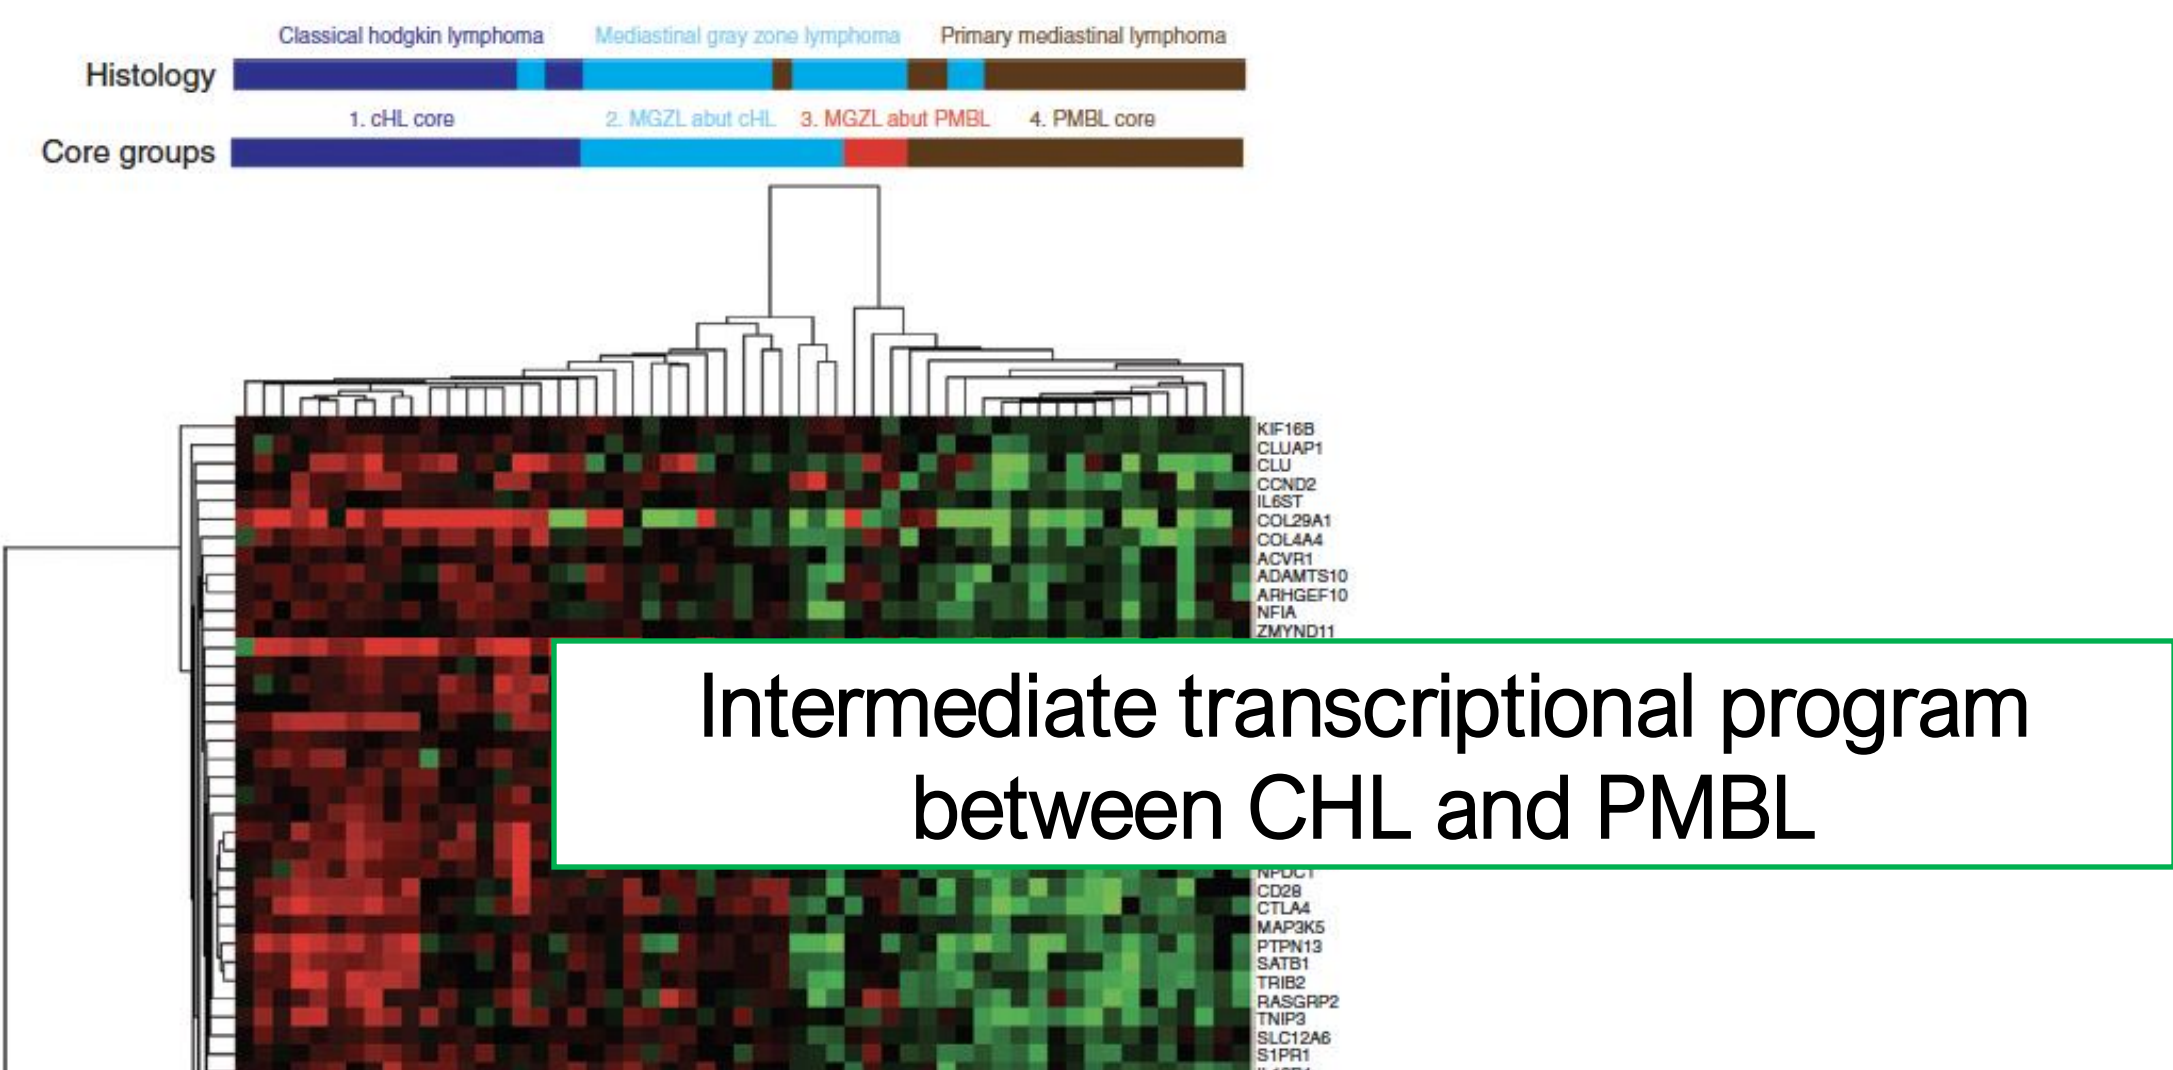 Classical hodgkin lymphoma Mediastinal gray zone lymphoma Primary mediastinal lymphoma
Histology
1. cHL core 2. MGZL abut cHL 3. MGZL abut PMBL 4. PMBL core
Core groups
KIF16B
CLUAP1
CLU
CCND2
IL6ST
COL29A1
COL4A4
ACVR1
ADAMTS10
ARHGEF10
NFIA
ZMYND11
Intermediate transcriptional program
between CHL and PMBL
NPDC1
CD28
CTLA4
MAP3K5
PTPN13
SATB1
TRIB2
RASGRP2
TNIP3
SLC12A6
S1PR1